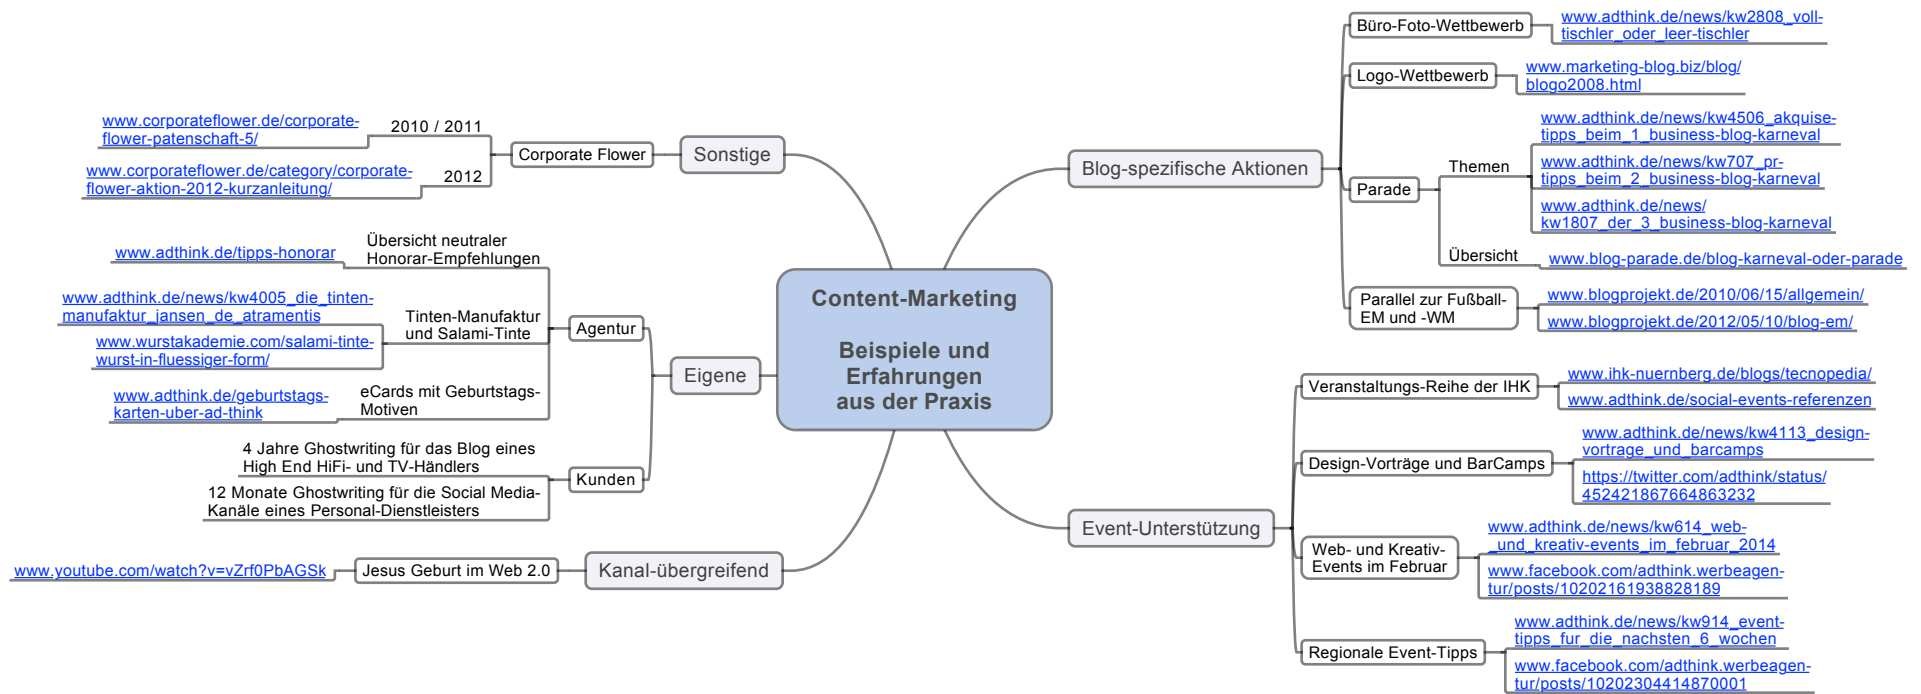 Content-Marketing
Beispiele und
Erfahrungen
aus der Praxis
Blog-spezifische Aktionen
Büro-Foto-Wettbewerb
www.adthink.de/news/kw2808_voll-
tischler_oder_leer-tischler
Logo-Wettbewerb
www.marketing-blog.biz/blog/
blogo2008.html
Parade
Themen
www.adthink.de/news/kw4506_akquise-
tipps_beim_1_business-blog-karneval
www.adthink.de/news/kw707_pr-
tipps_beim_2_business-blog-karneval
www.adthink.de/news/
kw1807_der_3_business-blog-karneval
Übersicht
www.blog-parade.de/blog-karneval-oder-parade
Parallel zur Fußball-
EM und -WM
www.blogprojekt.de/2010/06/15/allgemein/
www.blogprojekt.de/2012/05/10/blog-em/
Event-Unterstützung
Veranstaltungs-Reihe der IHK
www.ihk-nuernberg.de/blogs/tecnopedia/
www.adthink.de/social-events-referenzen
Design-Vorträge und BarCamps
www.adthink.de/news/kw4113_design-
vortrage_und_barcamps
https://twitter.com/adthink/status/
452421867664863232
Web- und Kreativ-
Events im Februar
www.adthink.de/news/kw614_web-
_und_kreativ-events_im_februar_2014
www.facebook.com/adthink.werbeagen-
tur/posts/10202161938828189
Regionale Event-Tipps
www.adthink.de/news/kw914_event-
tipps_fur_die_nachsten_6_wochen
www.facebook.com/adthink.werbeagen-
tur/posts/10202304414870001
Sonstige
Corporate Flower
2010 / 2011
www.corporateflower.de/corporate-
flower-patenschaft-5/
2012
www.corporateflower.de/category/corporate-
flower-aktion-2012-kurzanleitung/
Eigene
Agentur
Übersicht neutraler
Honorar-Empfehlungen
www.adthink.de/tipps-honorar
Tinten-Manufaktur
und Salami-Tinte
www.adthink.de/news/kw4005_die_tinten-
manufaktur_jansen_de_atramentis
www.wurstakademie.com/salami-tinte-
wurst-in-fluessiger-form/
eCards mit Geburtstags-
Motiven
www.adthink.de/geburtstags-
karten-uber-ad-think
Kunden
4 Jahre Ghostwriting für das Blog eines
High End HiFi- und TV-Händlers
12 Monate Ghostwriting für die Social Media-
Kanäle eines Personal-Dienstleisters
Kanal-übergreifend
Jesus Geburt im Web 2.0
www.youtube.com/watch?v=vZrf0PbAGSk